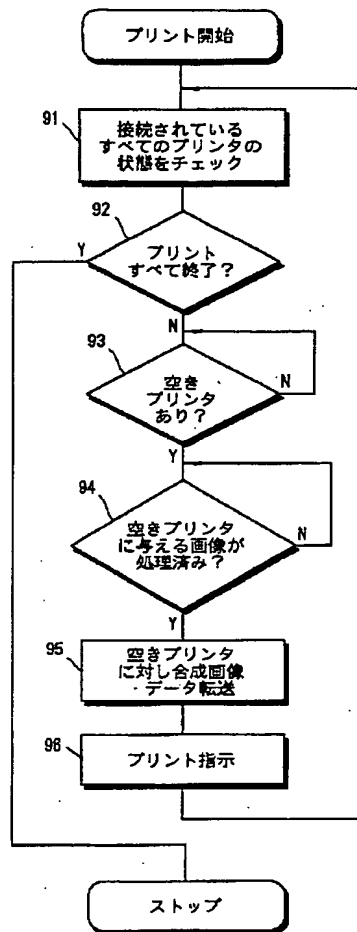 プリント開始
91
接続されている
すべてのプリンタの
状態をチェック
92
Y
プリント
すべて終了？
N
93
空き
プリンタ
あり？
N
Y
94
空きプリンタ
に与える画像が
処理済み？
N
Y
95
空きプリンタ
に対し合成画像
データ転送
96
プリント指示
ストップ